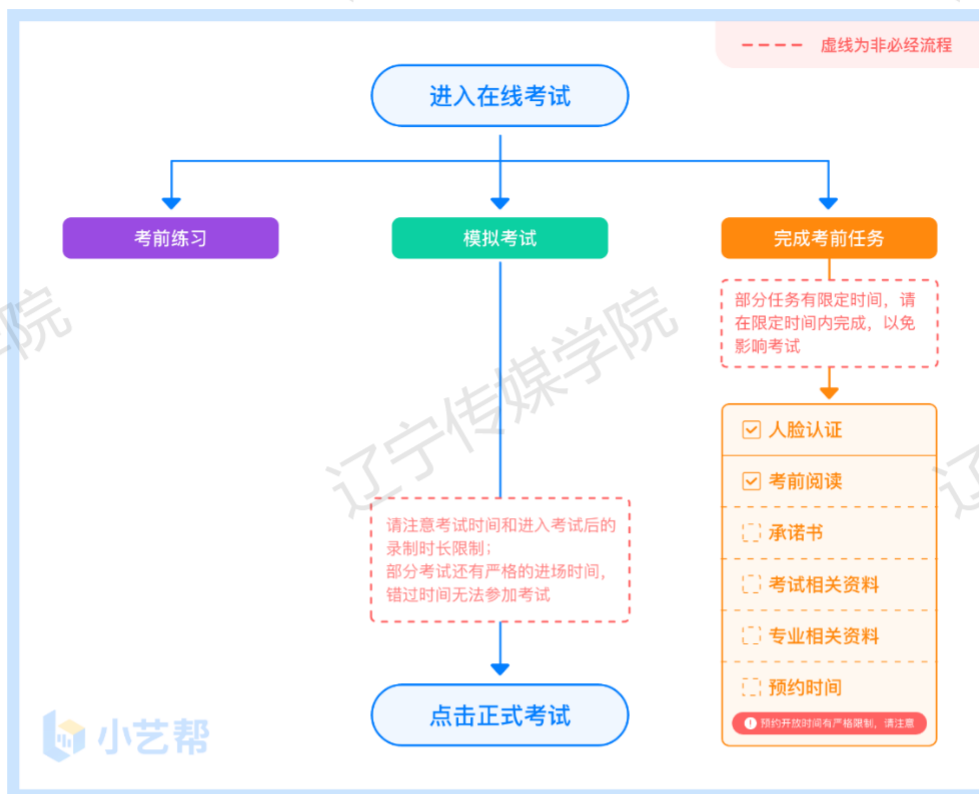 虚线为非必经流程
进入在线考试
考前练习
模拟考试
完成考前任务
部分任务有限定时间，请
在限定时间内完成，以免
影响考试
人脸认证
考前阅读
承诺书
考试相关资料
专业相关资料
预约时间
预约开放时间有严格限制，请注意
请注意考试时间和进入考试后的
录制时长限制；
部分考试还有严格的进场时间，
错过时间无法参加考试
点击正式考试
小艺帮
辽宁传媒学院
院
辽